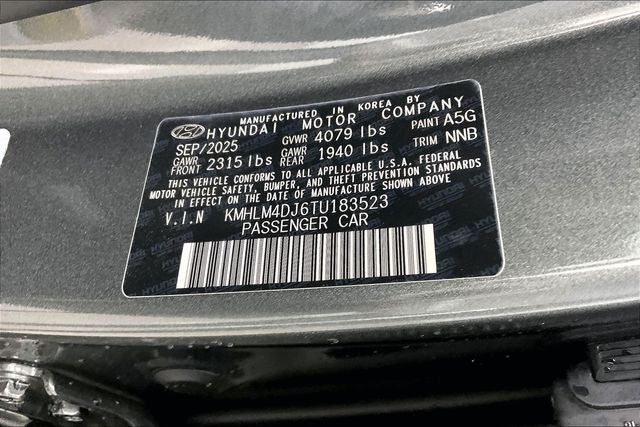 MANUFACTURED IN KOREA BY
HYUNDAI MOTOR COMPANY
SEP/2025 GVWR 4079 lbs PAINT A5G
GAWR FRONT 2315 lbs GAWR REAR 1940 lbs TRIM NNB
THIS VEHICLE CONFORMS TO ALL APPLICABLE U.S.A. FEDERAL
MOTOR VEHICLE SAFETY, BUMPER, AND THEFT PREVENTION STANDARDS
IN EFFECT ON THE DATE OF MANUFACTURE SHOWN ABOVE.
V.I.N KMHLM4DJ6TU183523
PASSENGER CAR